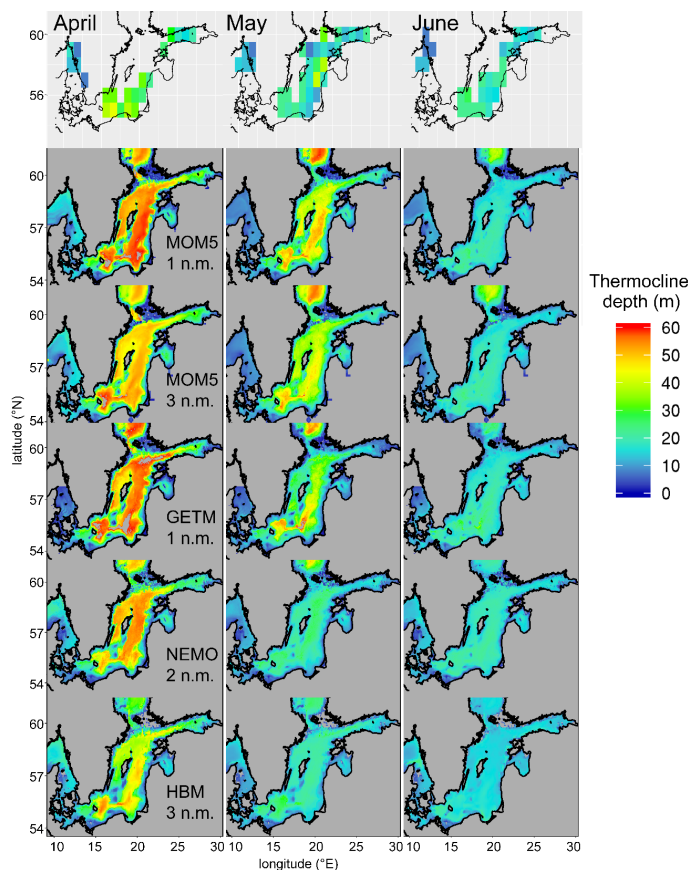 April May June
60
56
60
57
54
MOM5
1 n.m.
60
57
54
MOM5
3 n.m.
60
57
54
GETM
1 n.m.
60
57
54
NEMO
2 n.m.
60
57
54
HBM
3 n.m.
10 15 20 25 30 10 15 20 25 30 10 15 20 25 30
longitude (°E)
latitude (°N)
Thermocline
depth (m)
60
50
40
30
20
10
0